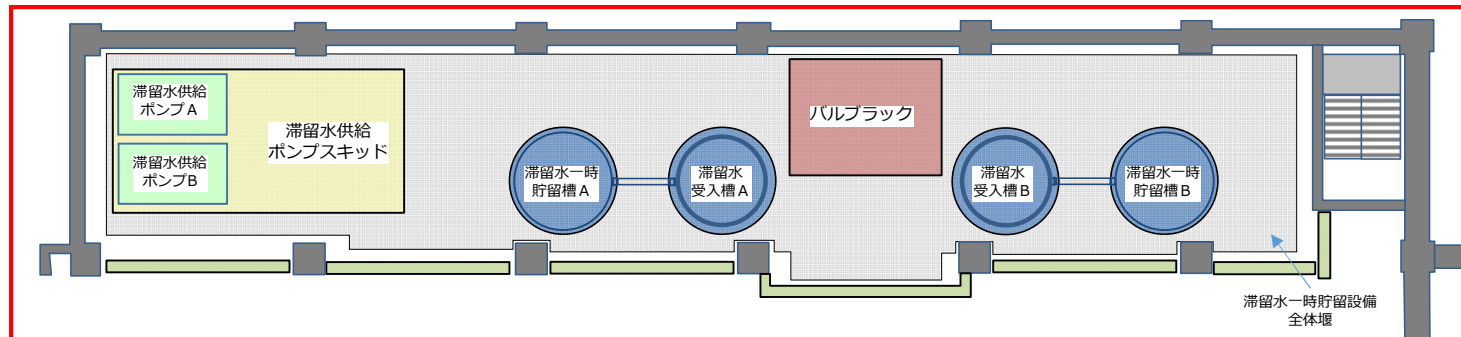 滞留水供給
ポンプA
滞留水供給
ポンプB
滞留水供給
ポンプスキッド
滞留水一時
貯留槽A
滞留水
受入槽A
バルブラック
滞留水
受入槽B
滞留水一時
貯留槽B
滞留水一時貯留設備
全体堰